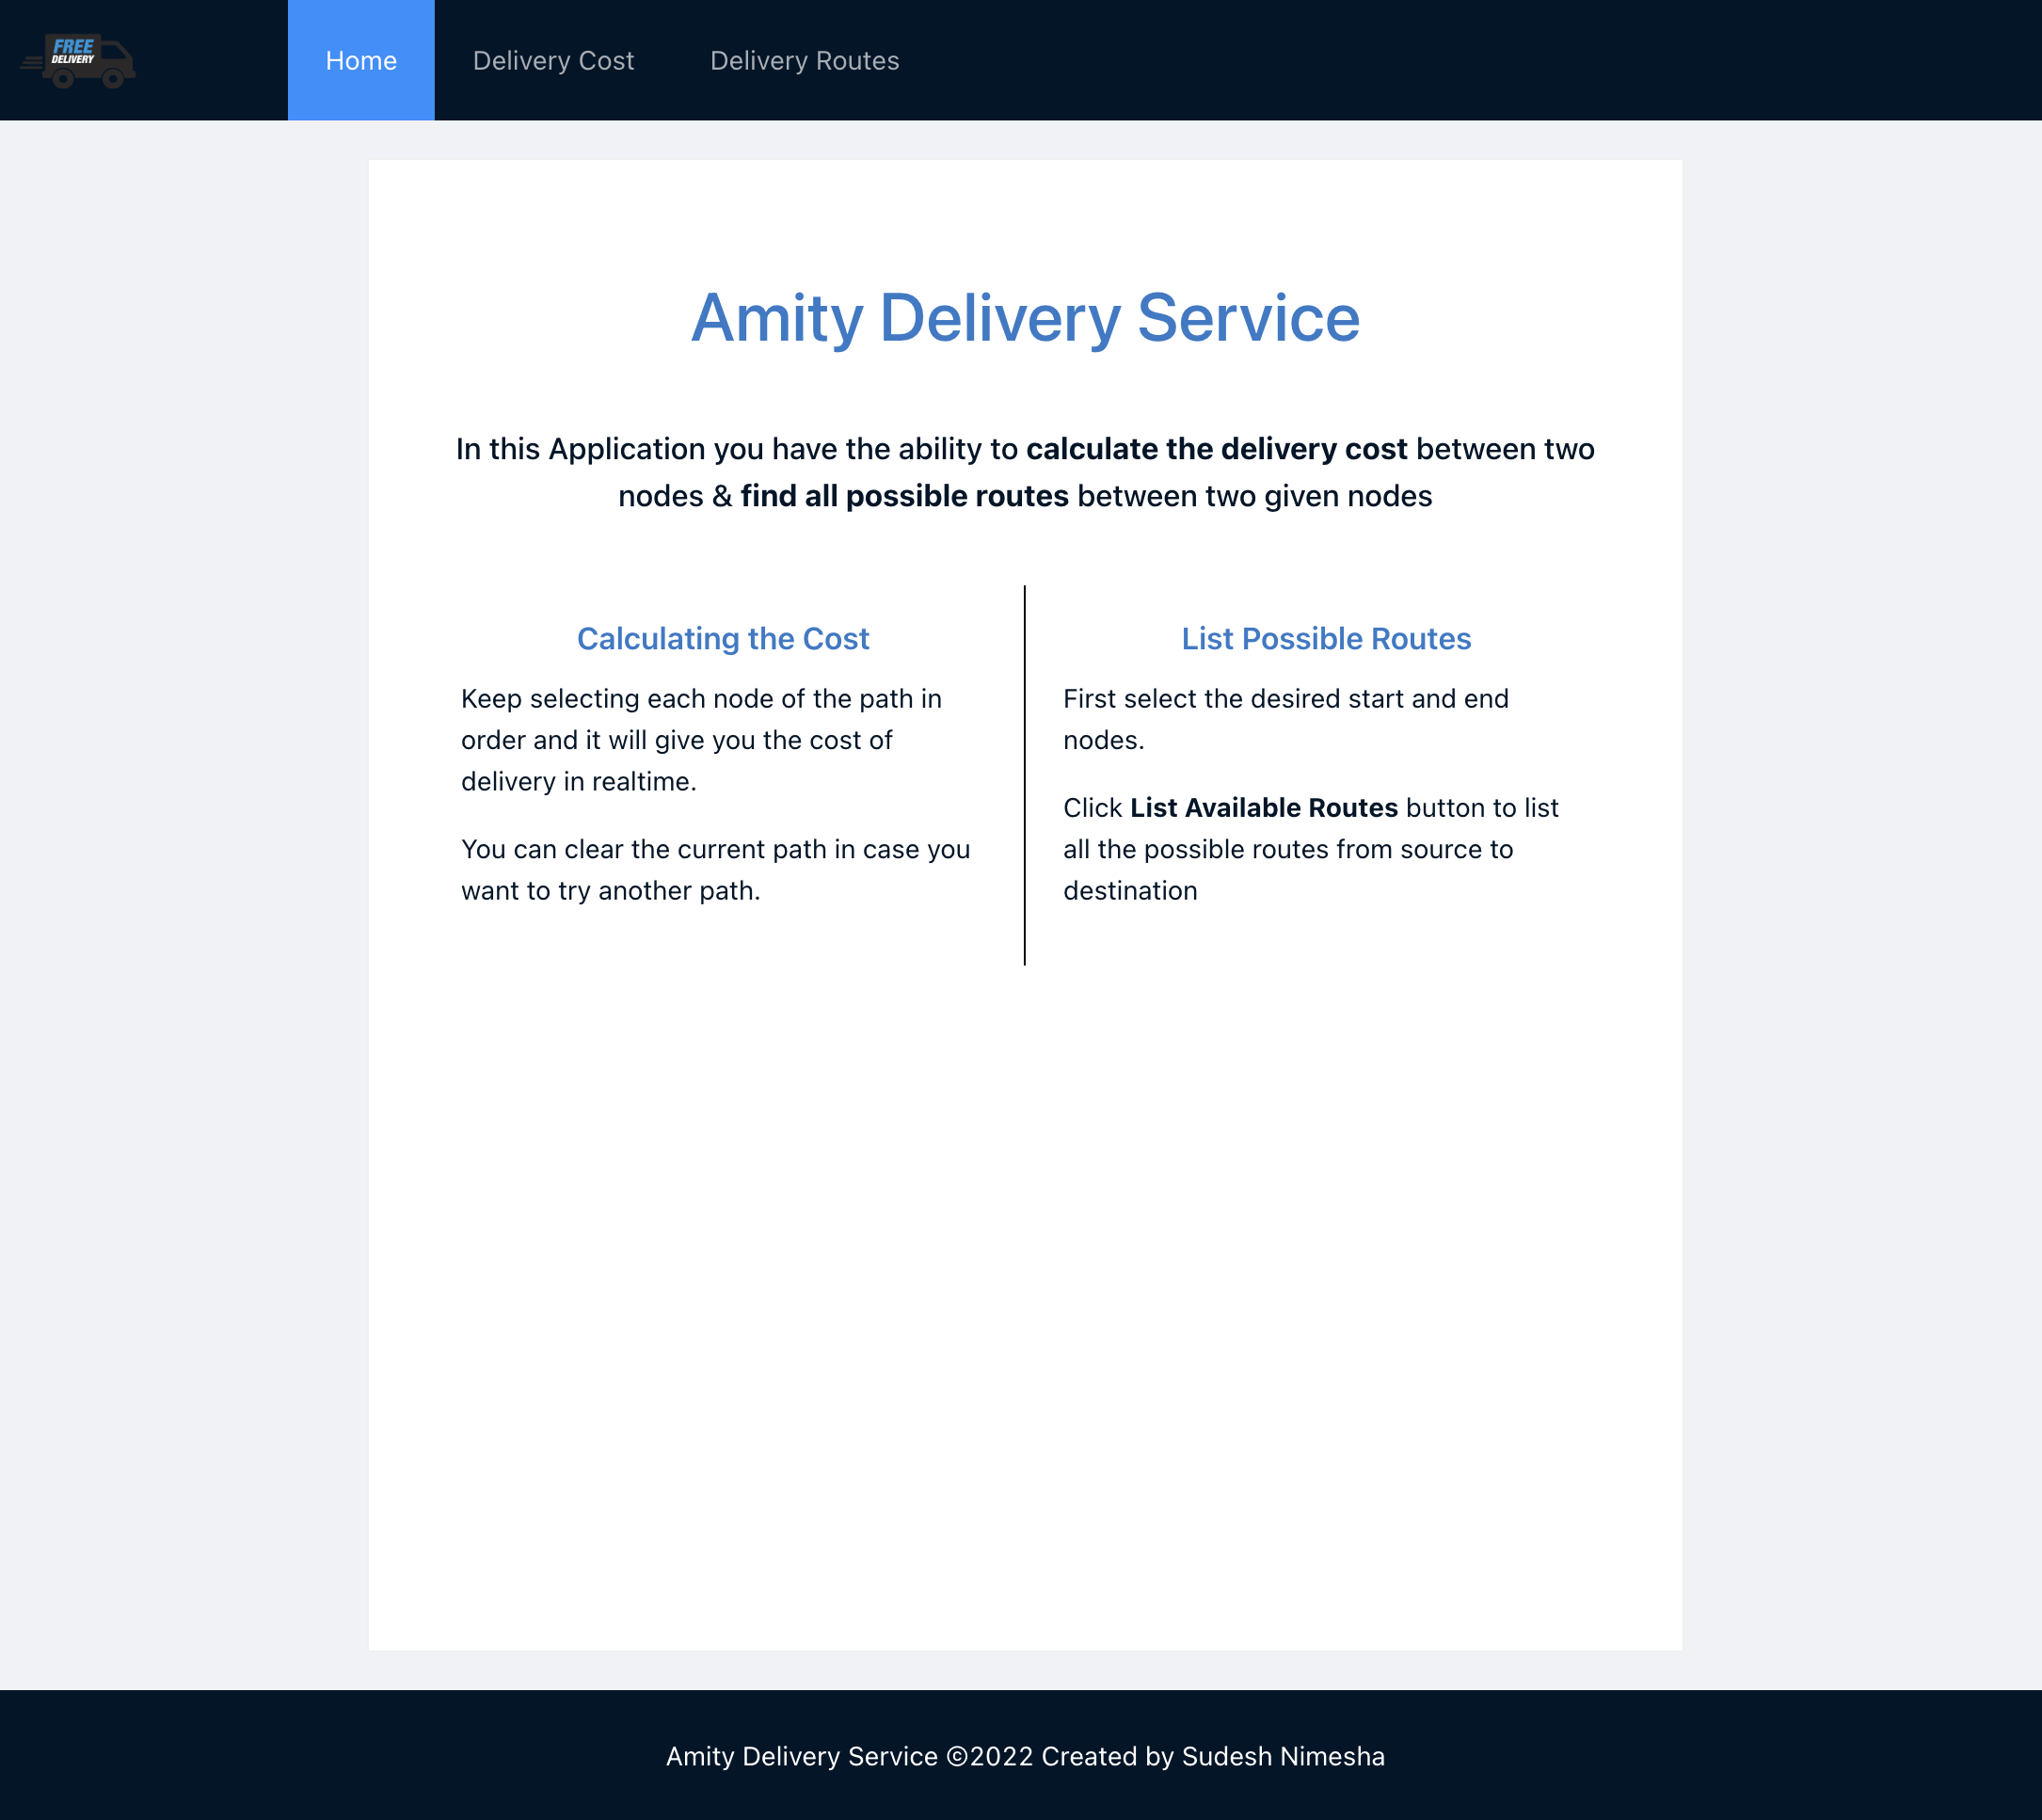 FREE
DELIVERY
Home
Delivery Cost
Delivery Routes
Amity Delivery Service
In this Application you have the ability to calculate the delivery cost between two
nodes & find all possible routes between two given nodes
Calculating the Cost
Keep selecting each node of the path in
order and it will give you the cost of
delivery in realtime.
You can clear the current path in case you
want to try another path.
List Possible Routes
First select the desired start and end
nodes.
Click List Available Routes button to list
all the possible routes from source to
destination
Amity Delivery Service ©2022 Created by Sudesh Nimesha